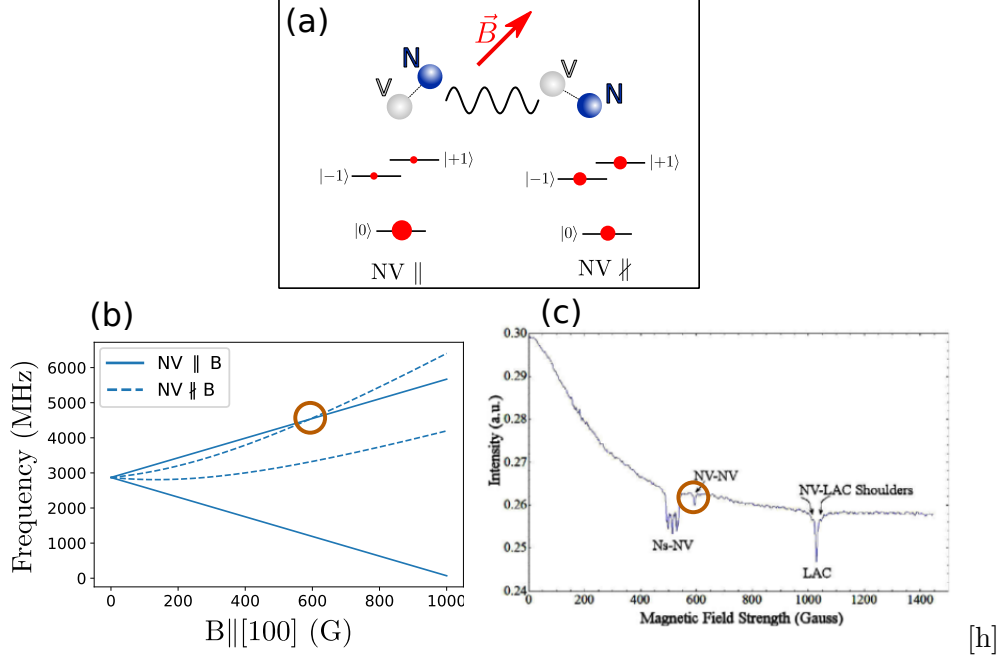 (a)
B
N
V
V
N
|+1⟩
|−1⟩
|0⟩
NV ∥
|+1⟩
|−1⟩
|0⟩
NV ∦
(b)
Frequency (MHz)
6000
5000
4000
3000
2000
1000
0
NV ∥ B
NV ∦ B
0
200
400
600
800
1000
B∥[100] (G)
(c)
Intensity (a.u.)
0.30
0.29
0.28
0.27
0.26
0.25
0.24
NV-NV
NV-LAC Shoulders
Ns-NV
LAC
0
200
400
600
800
1000
1200
1400
Magnetic Field Strength (Gauss)
[h]